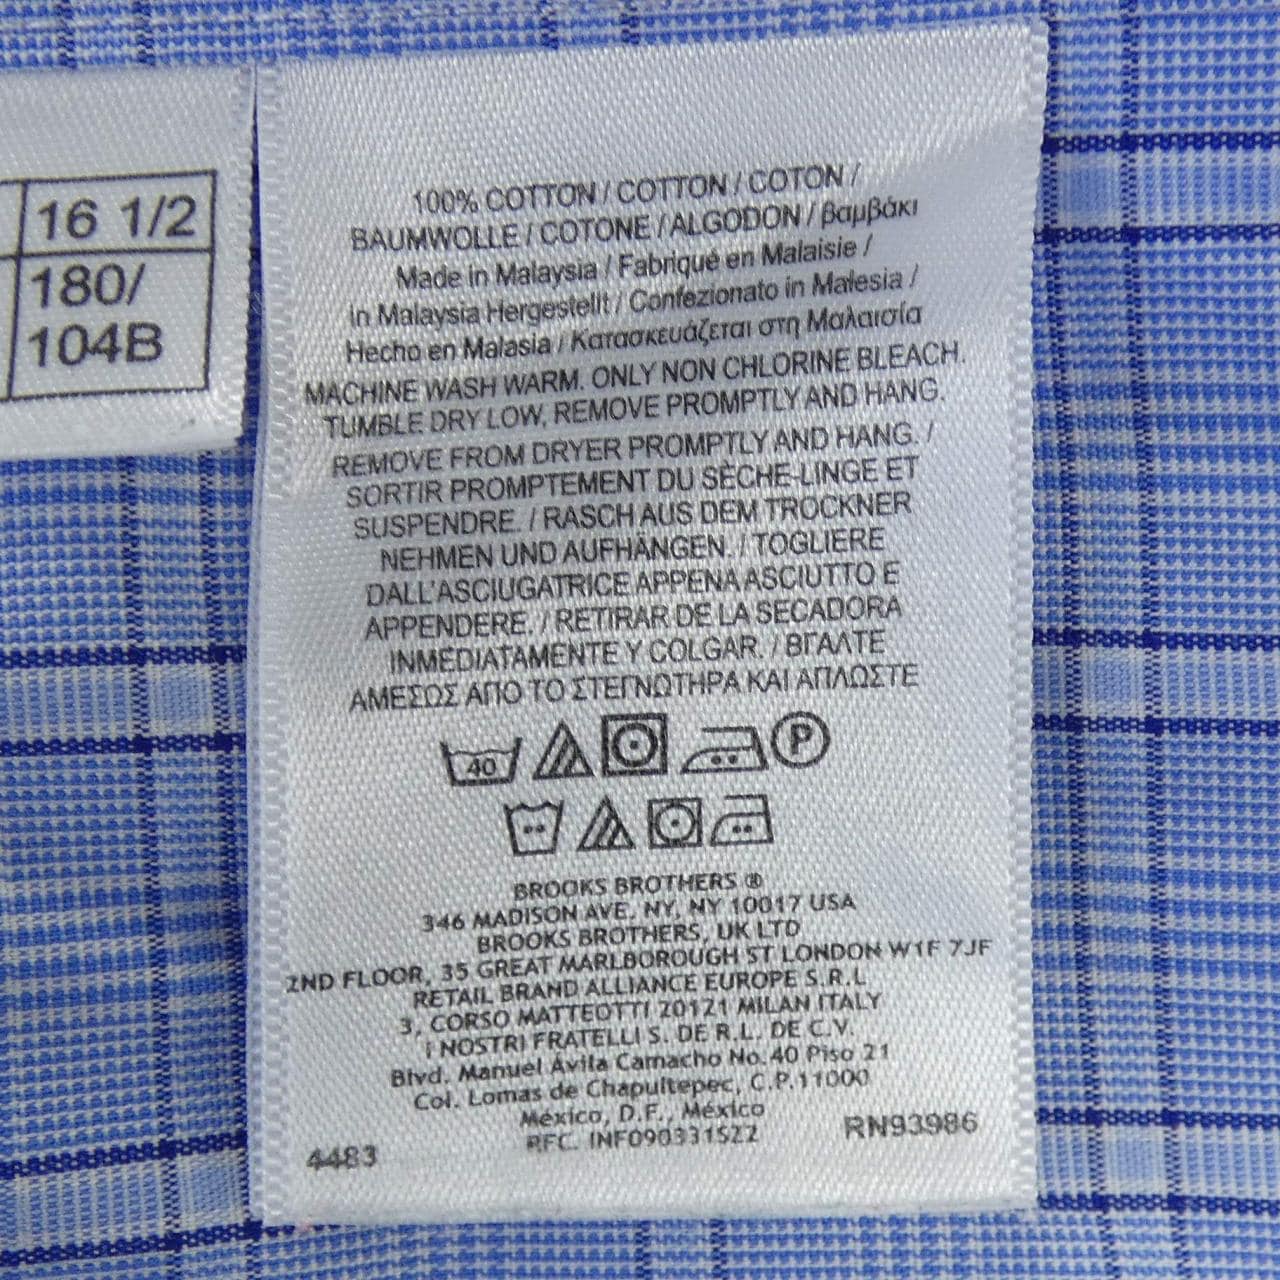 16 1/2
180/
104B
100% COTTON / COTTON / COTON /
BAUMWOLLE / COTONE / ALGODON / βαμβάκι
Made in Malaysia / Fabriqué en Malaisie /
In Malaysia Hergestellt / Confezionato in Malesia /
Hecho en Malasia / Κατασκευάζεται στη Μαλαισία
MACHINE WASH WARM. ONLY NON CHLORINE BLEACH.
TUMBLE DRY LOW, REMOVE PROMPTLY AND HANG.
REMOVE FROM DRYER PROMPTLY AND HANG. /
SORTIR PROMPTEMENT DU SÈCHE-LINGE ET
SUSPENDRE. / RASCH AUS DEM TROCKNER
NEHMEN UND AUFHÄNGEN. / TOGLIERE
DALL'ASCIUGATRICE APPENA ASCIUTTO E
APPENDERE. / RETIRAR DE LA SECADORA
INMEDIATAMENTE Y COLGAR. / ΒΓΑΛΤΕ
ΑΜΕΣΩΣ ΑΠΟ ΤΟ ΣΤΕΓΝΩΤΗΡΑ ΚΑΙ ΑΠΛΩΣΤΕ
40 P
BROOKS BROTHERS ®
346 MADISON AVE. NY, NY 10017 USA
BROOKS BROTHERS, UK LTD
2ND FLOOR, 35 GREAT MARLBOROUGH ST LONDON W1F 7JF
RETAIL BRAND ALLIANCE EUROPE S.R.L
3, CORSO MATTEOTTI 20121 MILAN ITALY
I NOSTRI FRATELLI S. DE R.L. DE C.V.
Blvd. Manuel Ávila Camacho No.40 Piso 21
Col. Lomas de Chapultepec, C.P.11000
México, D.F., México
RFC. INF0903315Z2
4483
RN93986